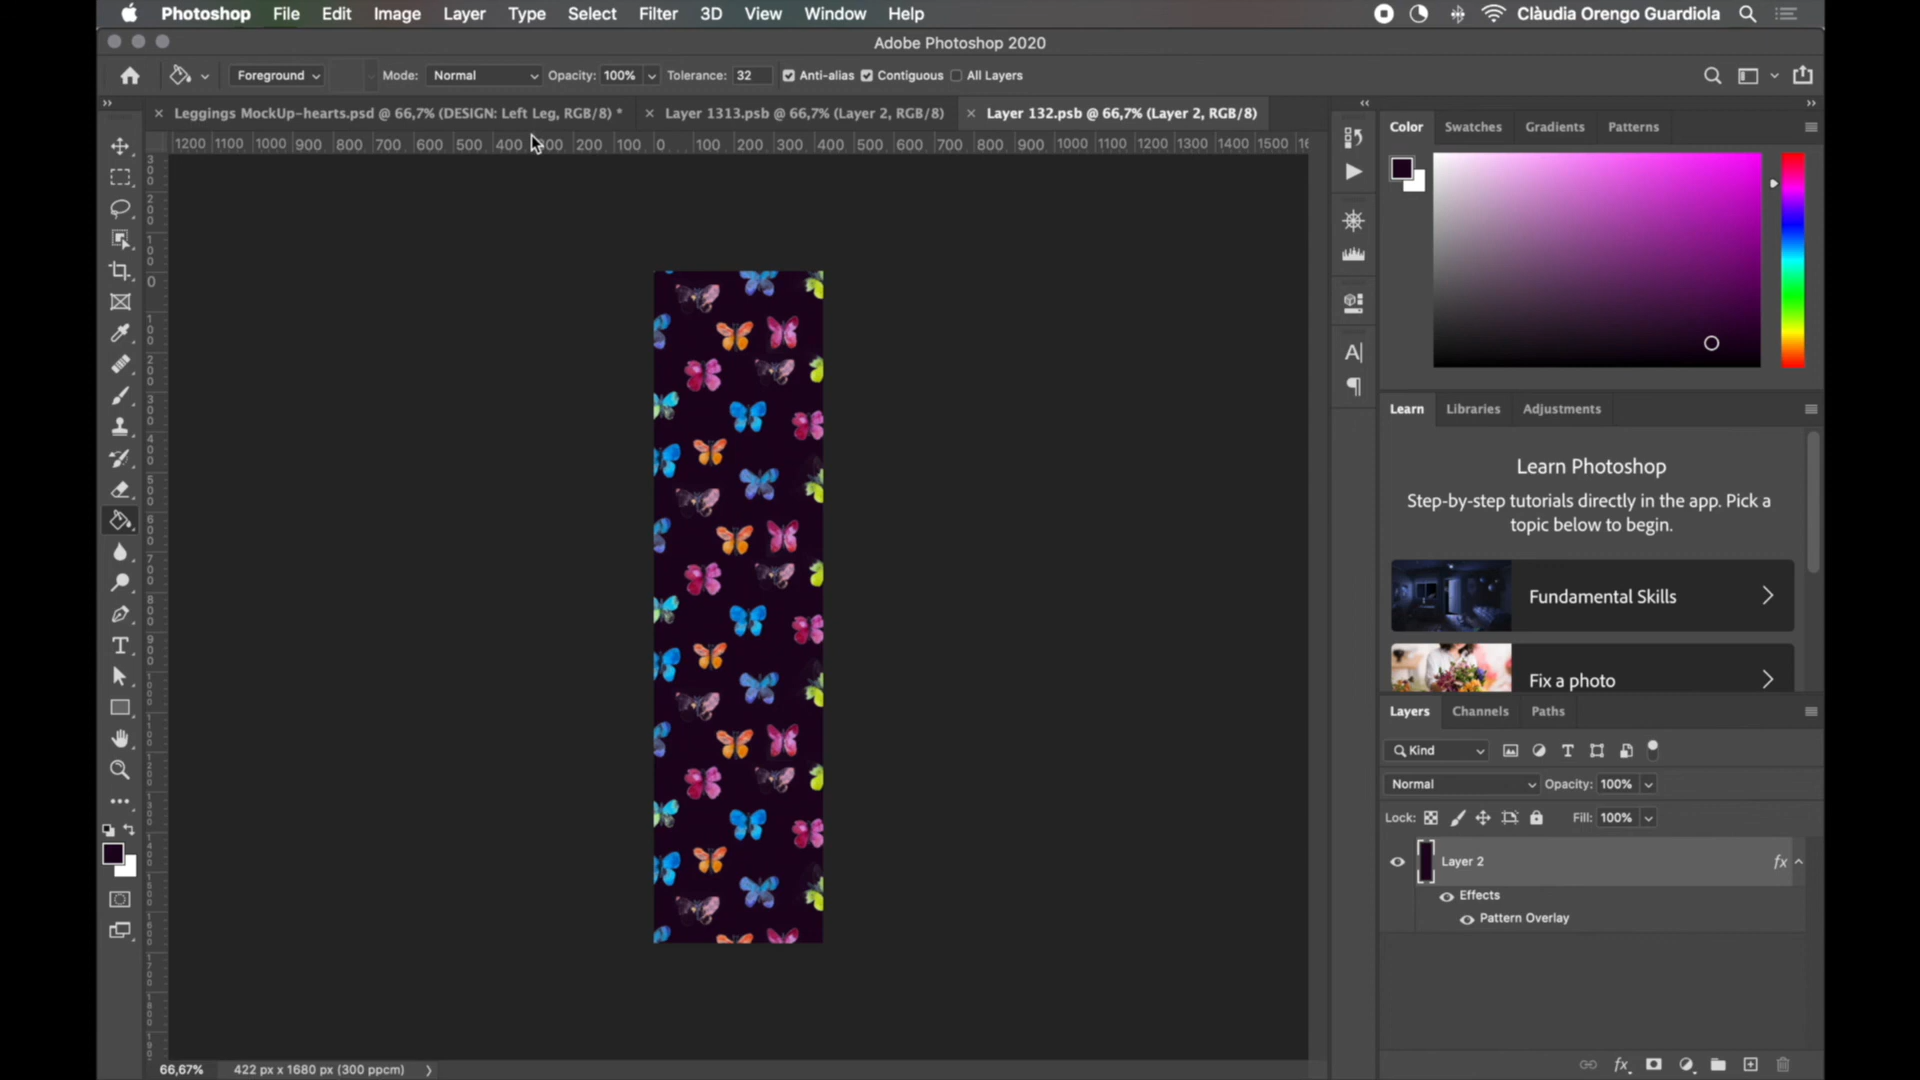 Photoshop File Edit Image Layer Type Select Filter 3D View Window Help Clàudia Orengo Guardiola
Adobe Photoshop 2020
Foreground Mode: Normal Opacity: 100% Tolerance: 32 Anti-alias Contiguous All Layers
Leggings MockUp-hearts.psd @ 66,7% (DESIGN: Left Leg, RGB/8) * Layer 1313.psb @ 66,7% (Layer 2, RGB/8) Layer 132.psb @ 66,7% (Layer 2, RGB/8)
1200 1100 1000 900 800 700 600 500 400 300 200 100 0 100 200 300 400 500 600 700 800 900 1000 1100 1200 1300 1400 1500
Color Swatches Gradients Patterns
Learn Libraries Adjustments
Learn Photoshop
Step-by-step tutorials directly in the app. Pick a
topic below to begin.
Fundamental Skills
Fix a photo
Layers Channels Paths
Kind
Normal Opacity: 100%
Lock: Fill: 100%
Layer 2 fx
Effects
Pattern Overlay
66,67% 422 px x 1680 px (300 ppcm)
fx